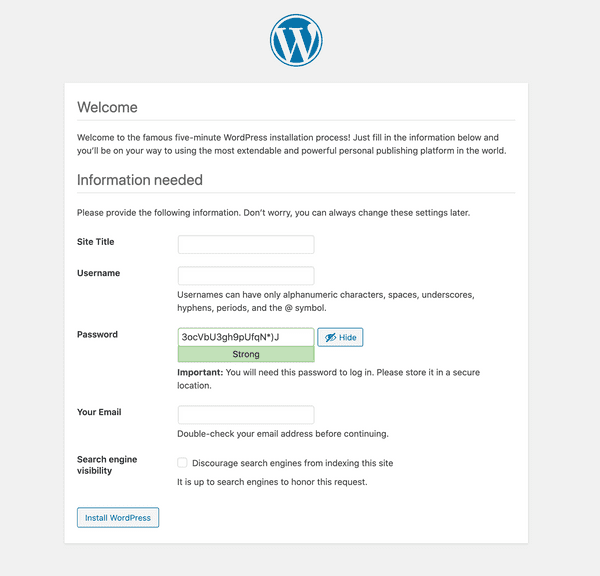 Welcome
Welcome to the famous five-minute WordPress installation process! Just fill in the information below and
you'll be on your way to using the most extendable and powerful personal publishing platform in the world.
Information needed
Please provide the following information. Don't worry, you can always change these settings later.
Site Title
Username
Usernames can have only alphanumeric characters, spaces, underscores,
hyphens, periods, and the @ symbol.
Password
3ocVbU3gh9pUfqN*)J
Hide
Strong
Important: You will need this password to log in. Please store it in a secure
location.
Your Email
Double-check your email address before continuing.
Search engine
visibility
Discourage search engines from indexing this site
It is up to search engines to honor this request.
Install WordPress